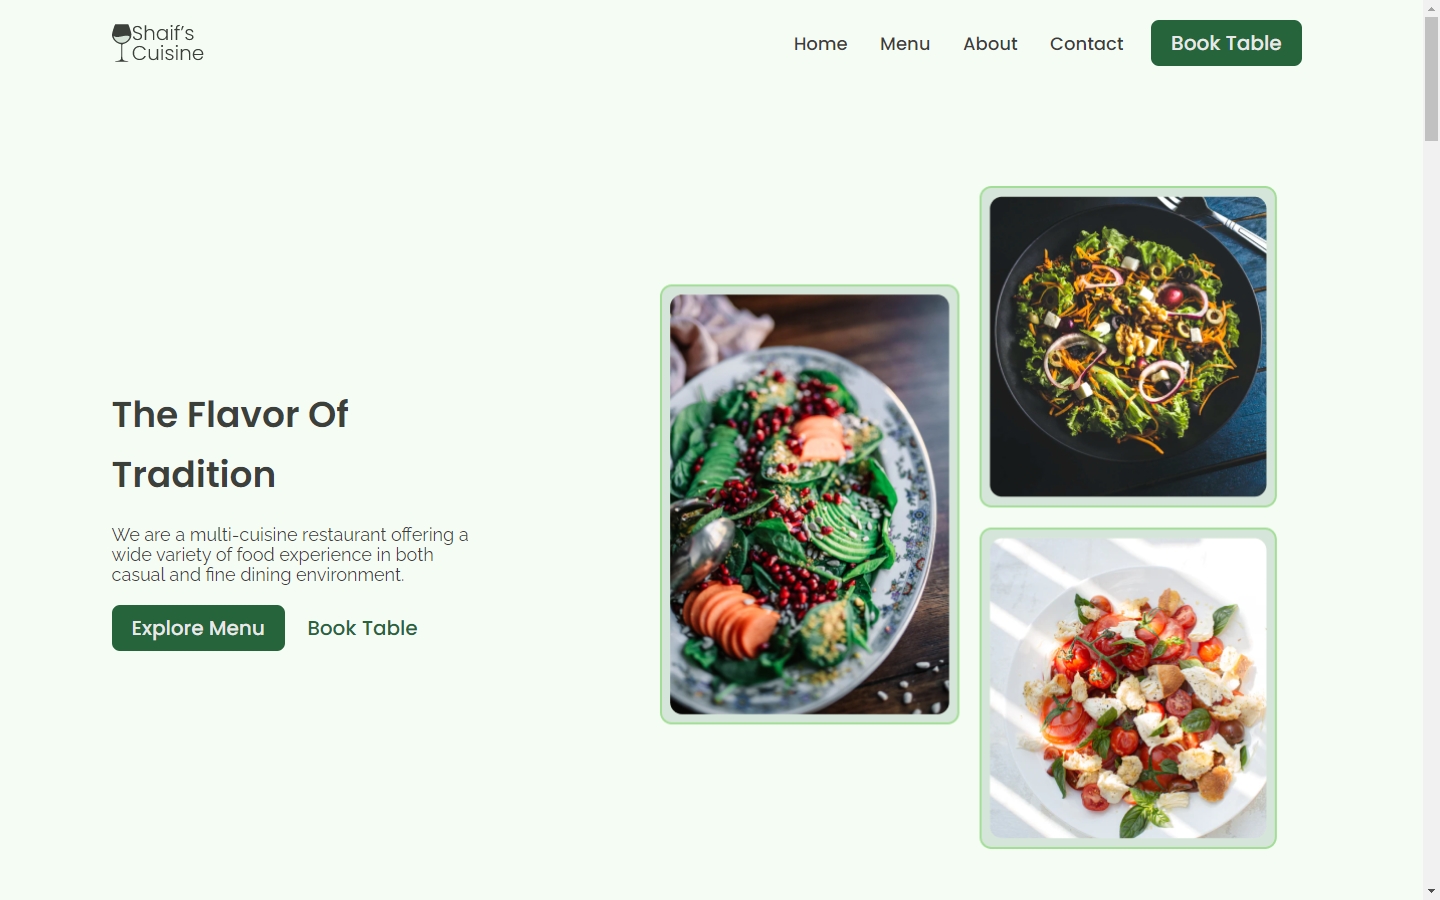 Shaif's
Cuisine
Home
Menu
About
Contact
Book Table
The Flavor Of
Tradition
We are a multi-cuisine restaurant offering a
wide variety of food experience in both
casual and fine dining environment.
Explore Menu
Book Table